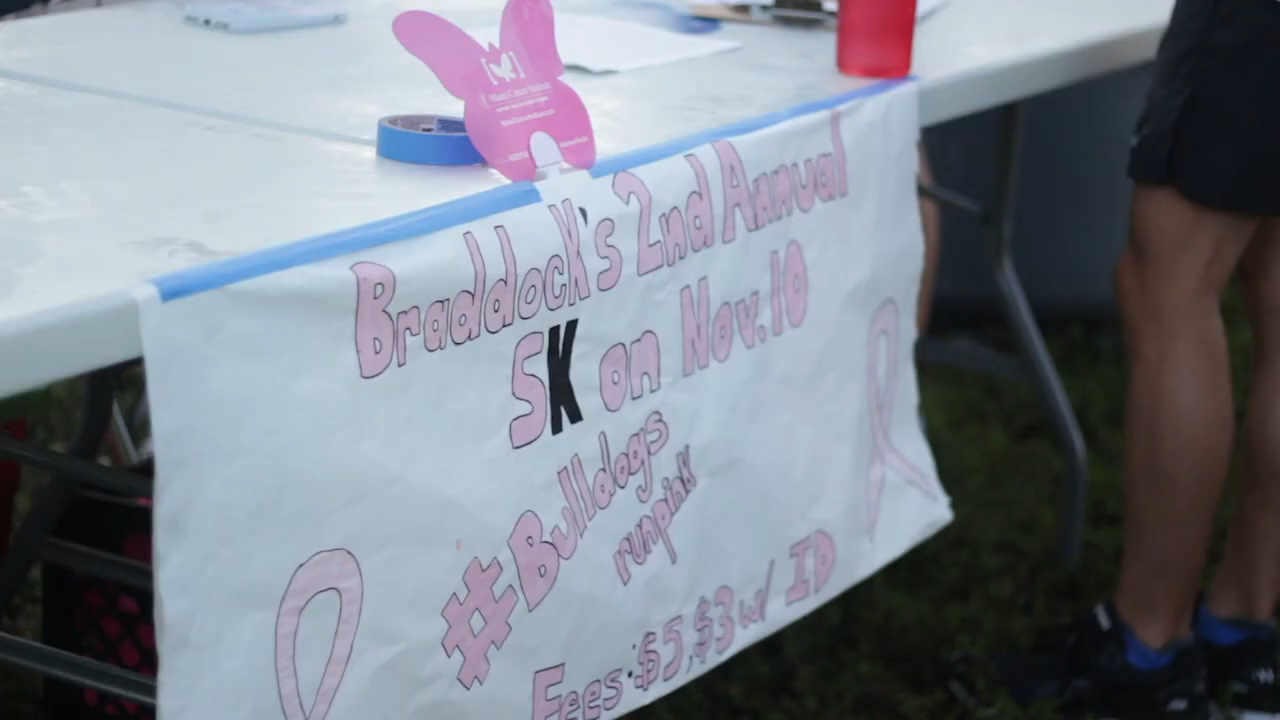 Braddock's 2nd Annual
5K on Nov. 10
#Bulldogs
runpink
Fees: $5, $3 w/ ID